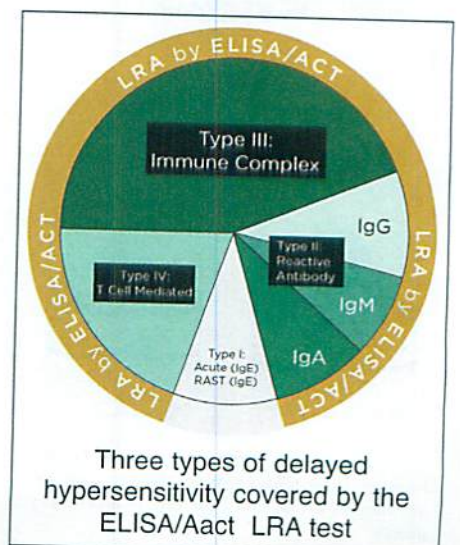 LRA by ELISA/ACT
Type III:
Immune Complex
IgG
Type II:
Reactive
Antibody
IgM
IgA
Type IV:
T Cell Mediated
Type I:
Acute (IgE)
RAST (IgE)
LRA by ELISA/ACT
LRA by ELISA/ACT
Three types of delayed
hypersensitivity covered by the
ELISA/Aact LRA test